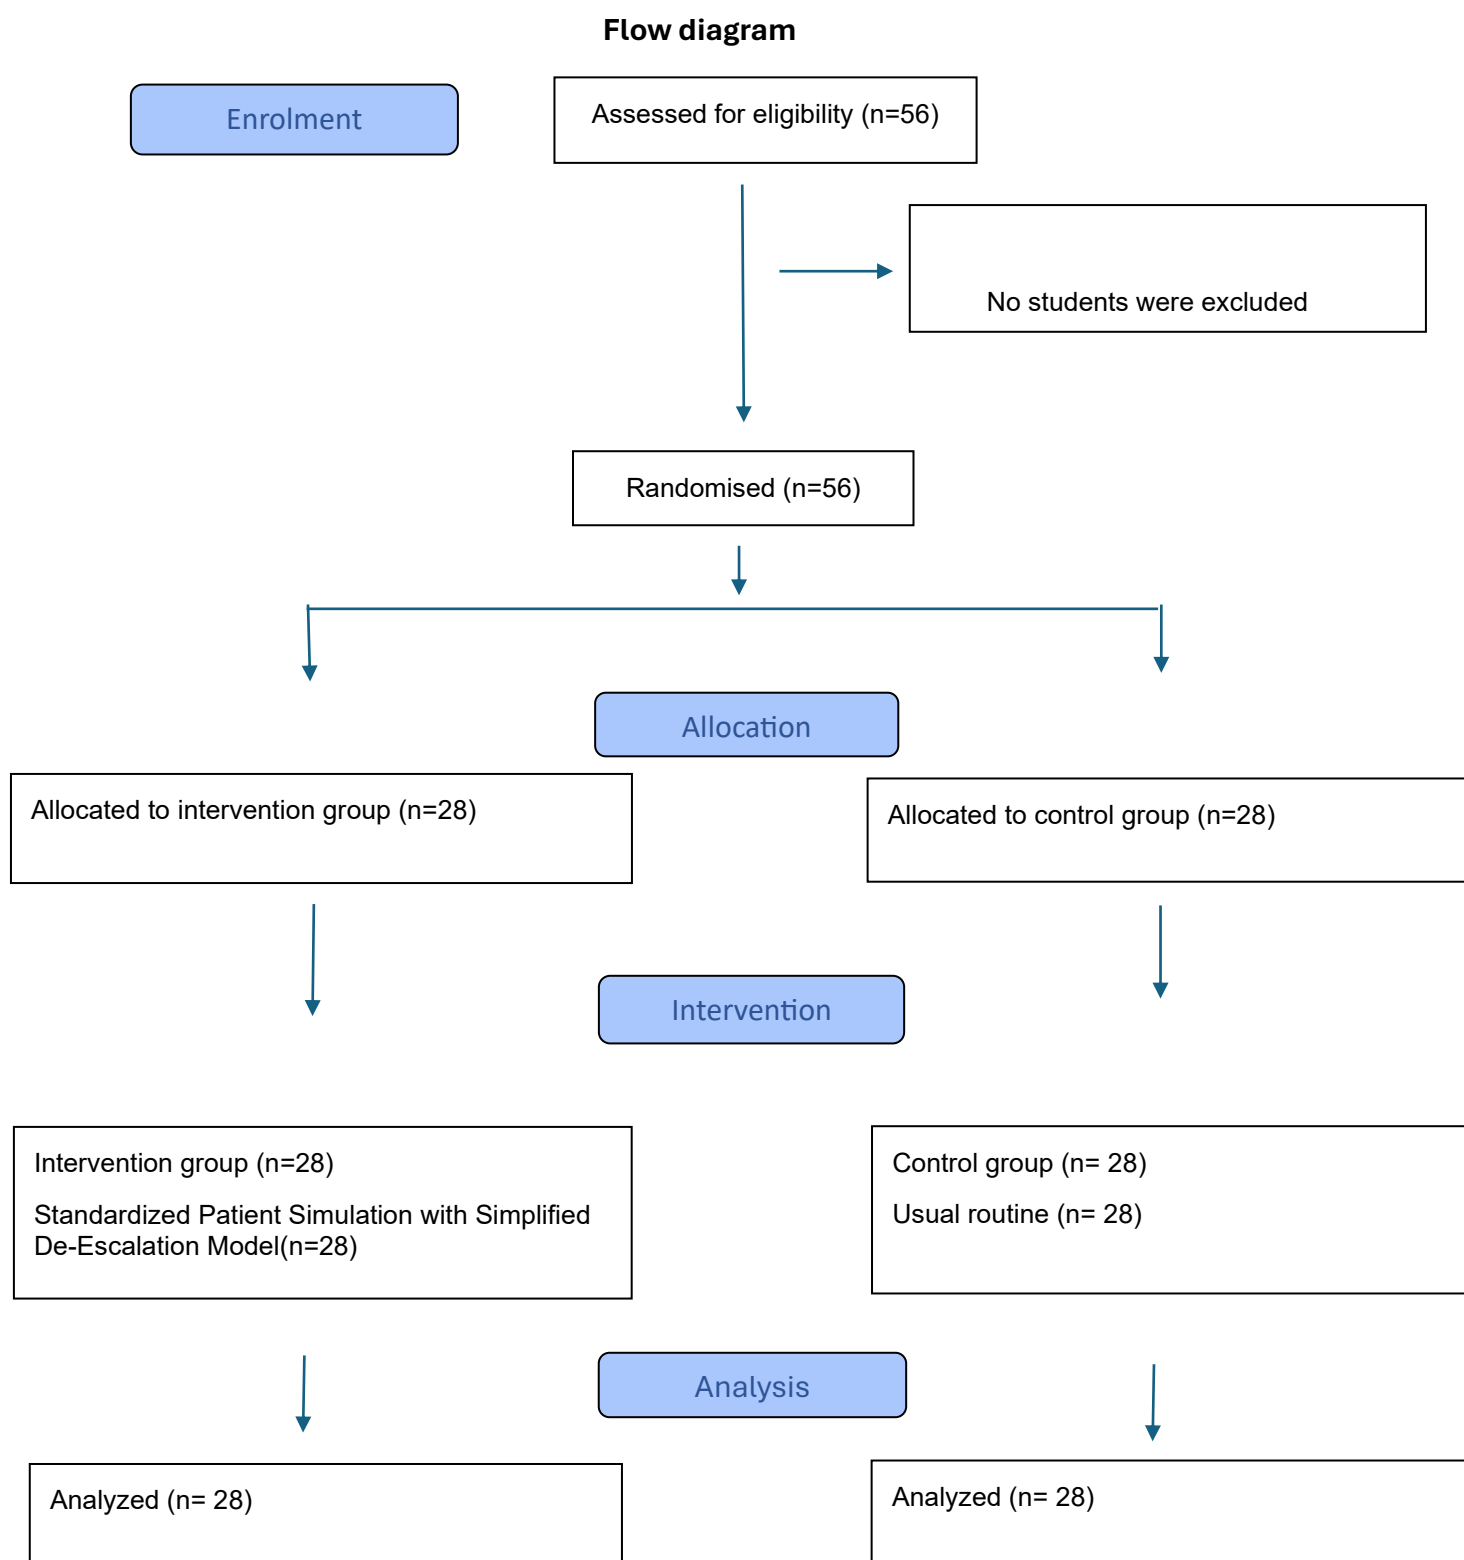 Flow diagram
Enrolment
Assessed for eligibility (n=56)
No students were excluded
Randomised (n=56)
Allocation
Allocated to intervention group (n=28)
Allocated to control group (n=28)
Intervention
Intervention group (n=28)
Standardized Patient Simulation with Simplified
De-Escalation Model(n=28)
Control group (n= 28)
Usual routine (n= 28)
Analysis
Analyzed (n= 28)
Analyzed (n= 28)